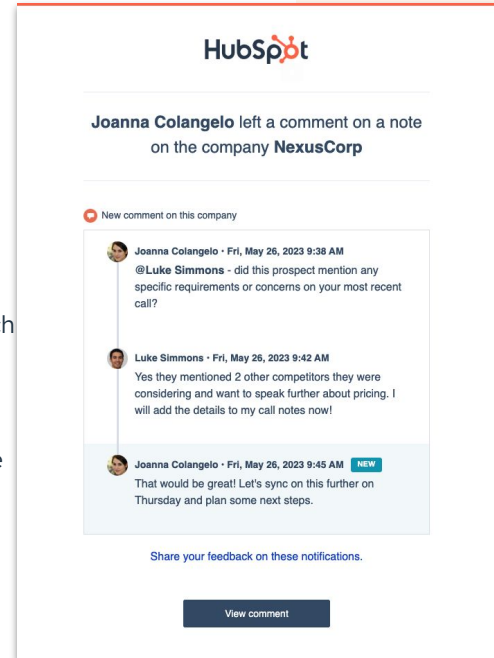 HubSpot
Joanna Colangelo left a comment on a note
on the company NexusCorp
New comment on this company
Joanna Colangelo · Fri, May 26, 2023 9:38 AM
@Luke Simmons - did this prospect mention any
specific requirements or concerns on your most recent
call?
ch
Luke Simmons · Fri, May 26, 2023 9:42 AM
Yes they mentioned 2 other competitors they were
considering and want to speak further about pricing. I
will add the details to my call notes now!
e
Joanna Colangelo · Fri, May 26, 2023 9:45 AM NEW
That would be great! Let's sync on this further on
Thursday and plan some next steps.
Share your feedback on these notifications.
View comment